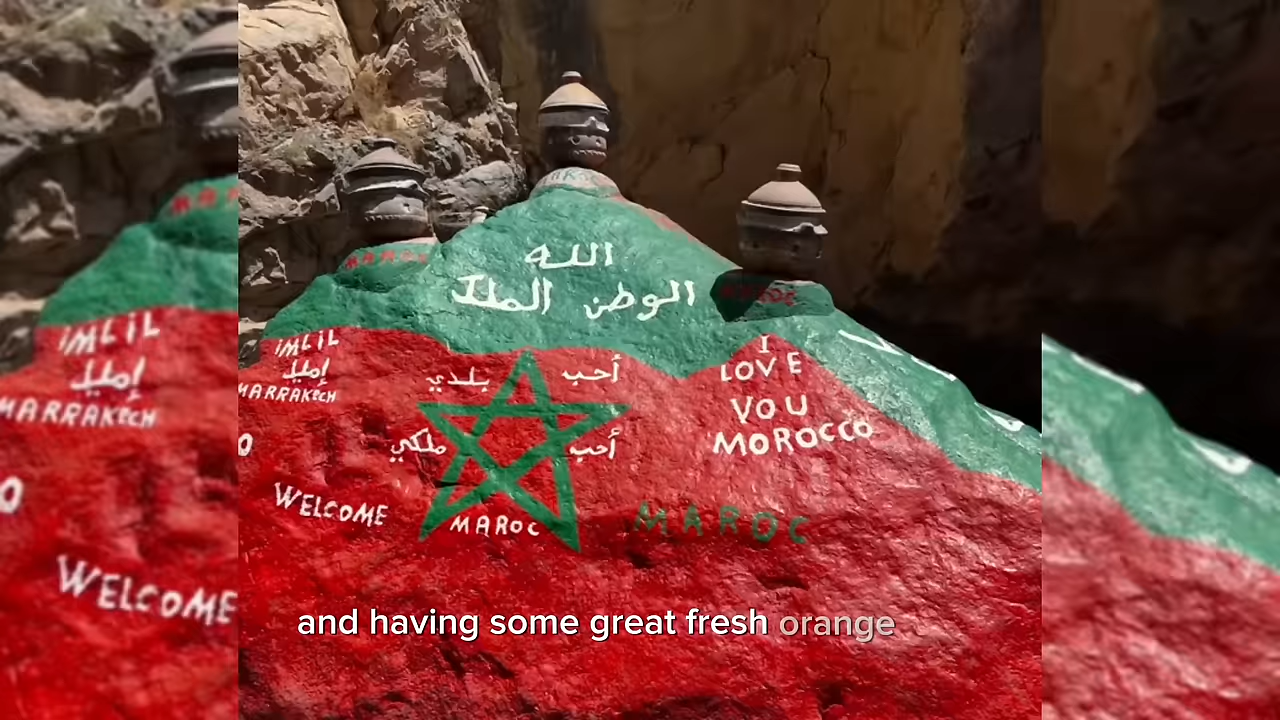 الله
الوطن الملك
MAROC
IMLIL
إمليل
MARRAKECH
أحب بلدي
أحب ملكي
I
LOVE
YOU
MOROCCO
WELCOME
MAROC
MAROC
and having some great fresh orange